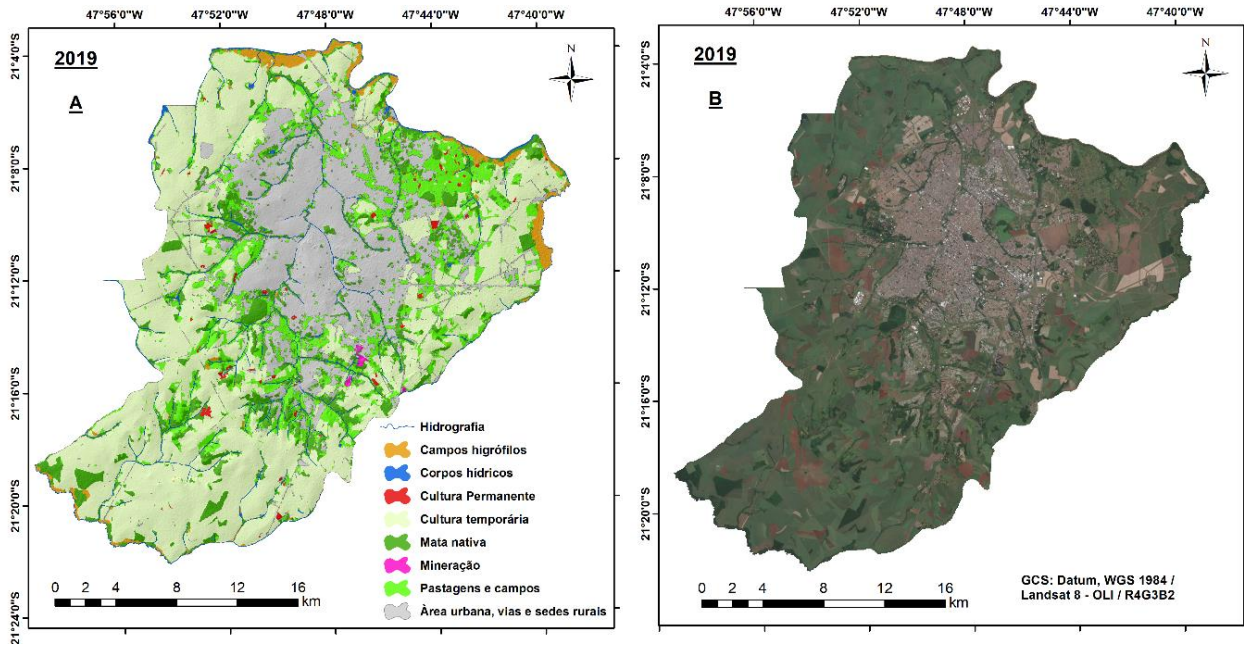 47°56'0"W 47°52'0"W 47°48'0"W 47°44'0"W 47°40'0"W
2019
A
N
21°4'0"S
21°8'0"S
21°12'0"S
21°16'0"S
21°20'0"S
21°24'0"S
Hidrografia
Campos higrófilos
Corpos hídricos
Cultura Permanente
Cultura temporária
Mata nativa
Mineração
Pastagens e campos
Àrea urbana, vias e sedes rurais
0 2 4 8 12 16
km
47°56'0"W 47°52'0"W 47°48'0"W 47°44'0"W 47°40'0"W
2019
B
N
21°4'0"S
21°8'0"S
21°12'0"S
21°16'0"S
21°20'0"S
GCS: Datum, WGS 1984 /
Landsat 8 - OLI / R4G3B2
0 1 2 4 8 12 16
km